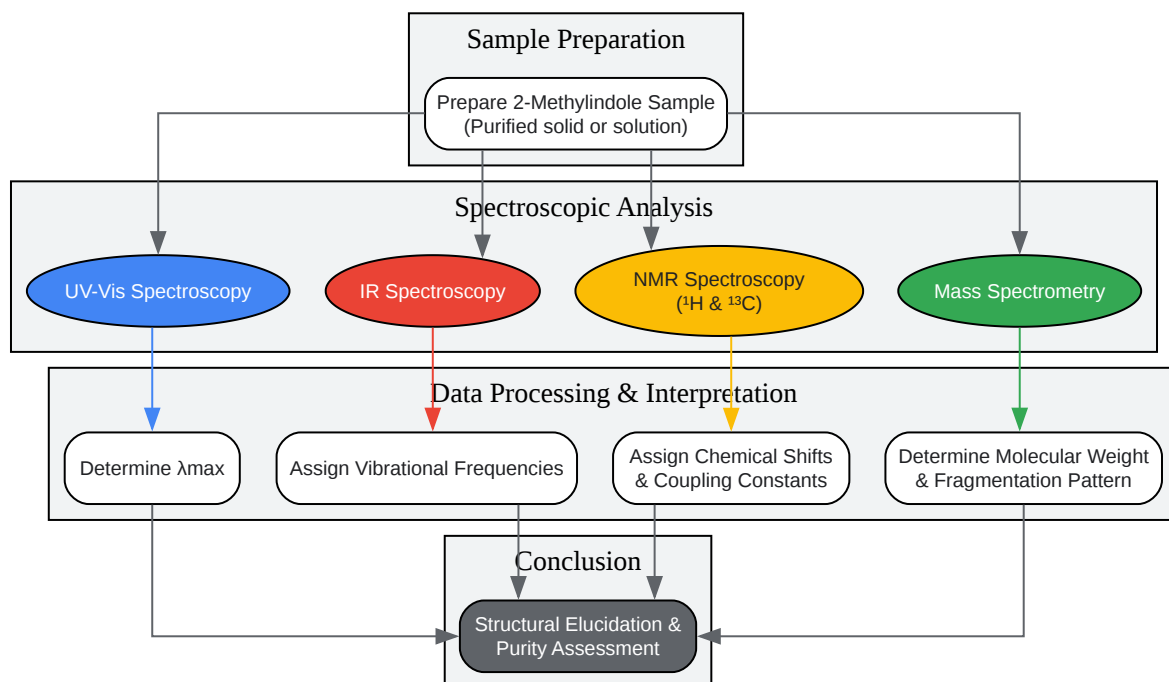 Sample Preparation
Prepare 2-Methylindole Sample
(Purified solid or solution)
Spectroscopic Analysis
UV-Vis Spectroscopy
IR Spectroscopy
NMR Spectroscopy
(¹H & ¹³C)
Mass Spectrometry
Data Processing & Interpretation
Determine λmax
Assign Vibrational Frequencies
Assign Chemical Shifts
& Coupling Constants
Determine Molecular Weight
& Fragmentation Pattern
Conclusion
Structural Elucidation &
Purity Assessment